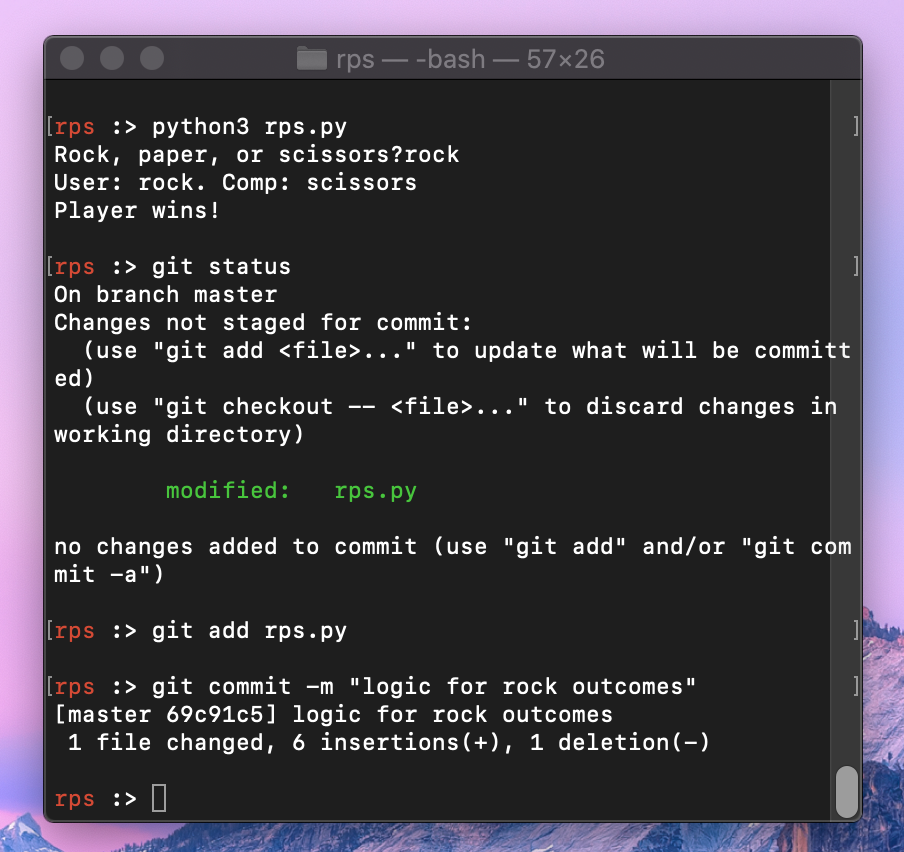 rps — -bash — 57×26
[rps :> python3 rps.py ]
Rock, paper, or scissors?rock
User: rock. Comp: scissors
Player wins!
[rps :> git status ]
On branch master
Changes not staged for commit:
  (use "git add <file>..." to update what will be committ
ed)
  (use "git checkout -- <file>..." to discard changes in
working directory)
        modified:   rps.py
no changes added to commit (use "git add" and/or "git com
mit -a")
[rps :> git add rps.py ]
[rps :> git commit -m "logic for rock outcomes" ]
[master 69c91c5] logic for rock outcomes
 1 file changed, 6 insertions(+), 1 deletion(-)
rps :>